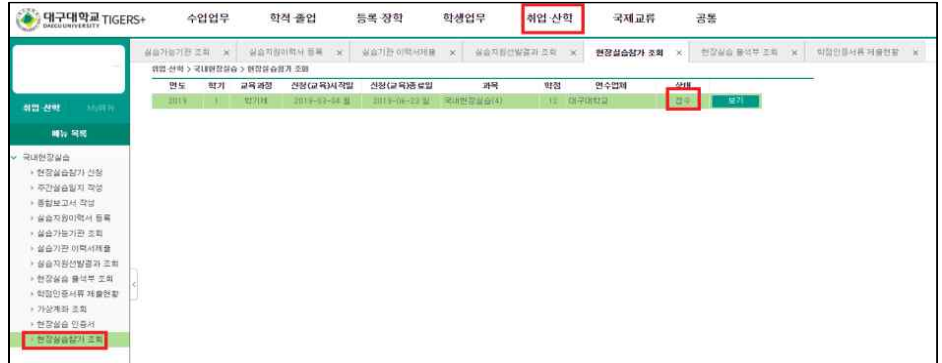 대구대학교 TIGERS+
DAEGU UNIVERSITY
수업업무 학적·졸업 등록·장학 학생업무 취업·산학 국제교류 공통
실습가능기관 조회 × 실습지원이력서 등록 × 실습기관 이력서제출 × 실습지원선발결과 조회 × 현장실습참가 조회 × 현장실습 출석부 조회 × 학점인증서류 제출현황 ×
취업·산학 > 국내현장실습 > 현장실습참가 조회
년도 학기 교육과정 신청(교육)시작일 신청(교육)종료일 과목 학점 연수업체 상태
2019 1 학기제 2019-03-04 월 2019-06-23 일 국내현장실습(4) 12 대구대학교 접수 보기
취업·산학 My메뉴
메뉴 목록
국내현장실습
현장실습참가 신청
주간실습일지 작성
종합보고서 작성
실습지원이력서 등록
실습가능기관 조회
실습기관 이력서제출
실습지원선발결과 조회
현장실습 출석부 조회
학점인증서류 제출현황
가상계좌 조회
현장실습 인증서
현장실습참가 조회